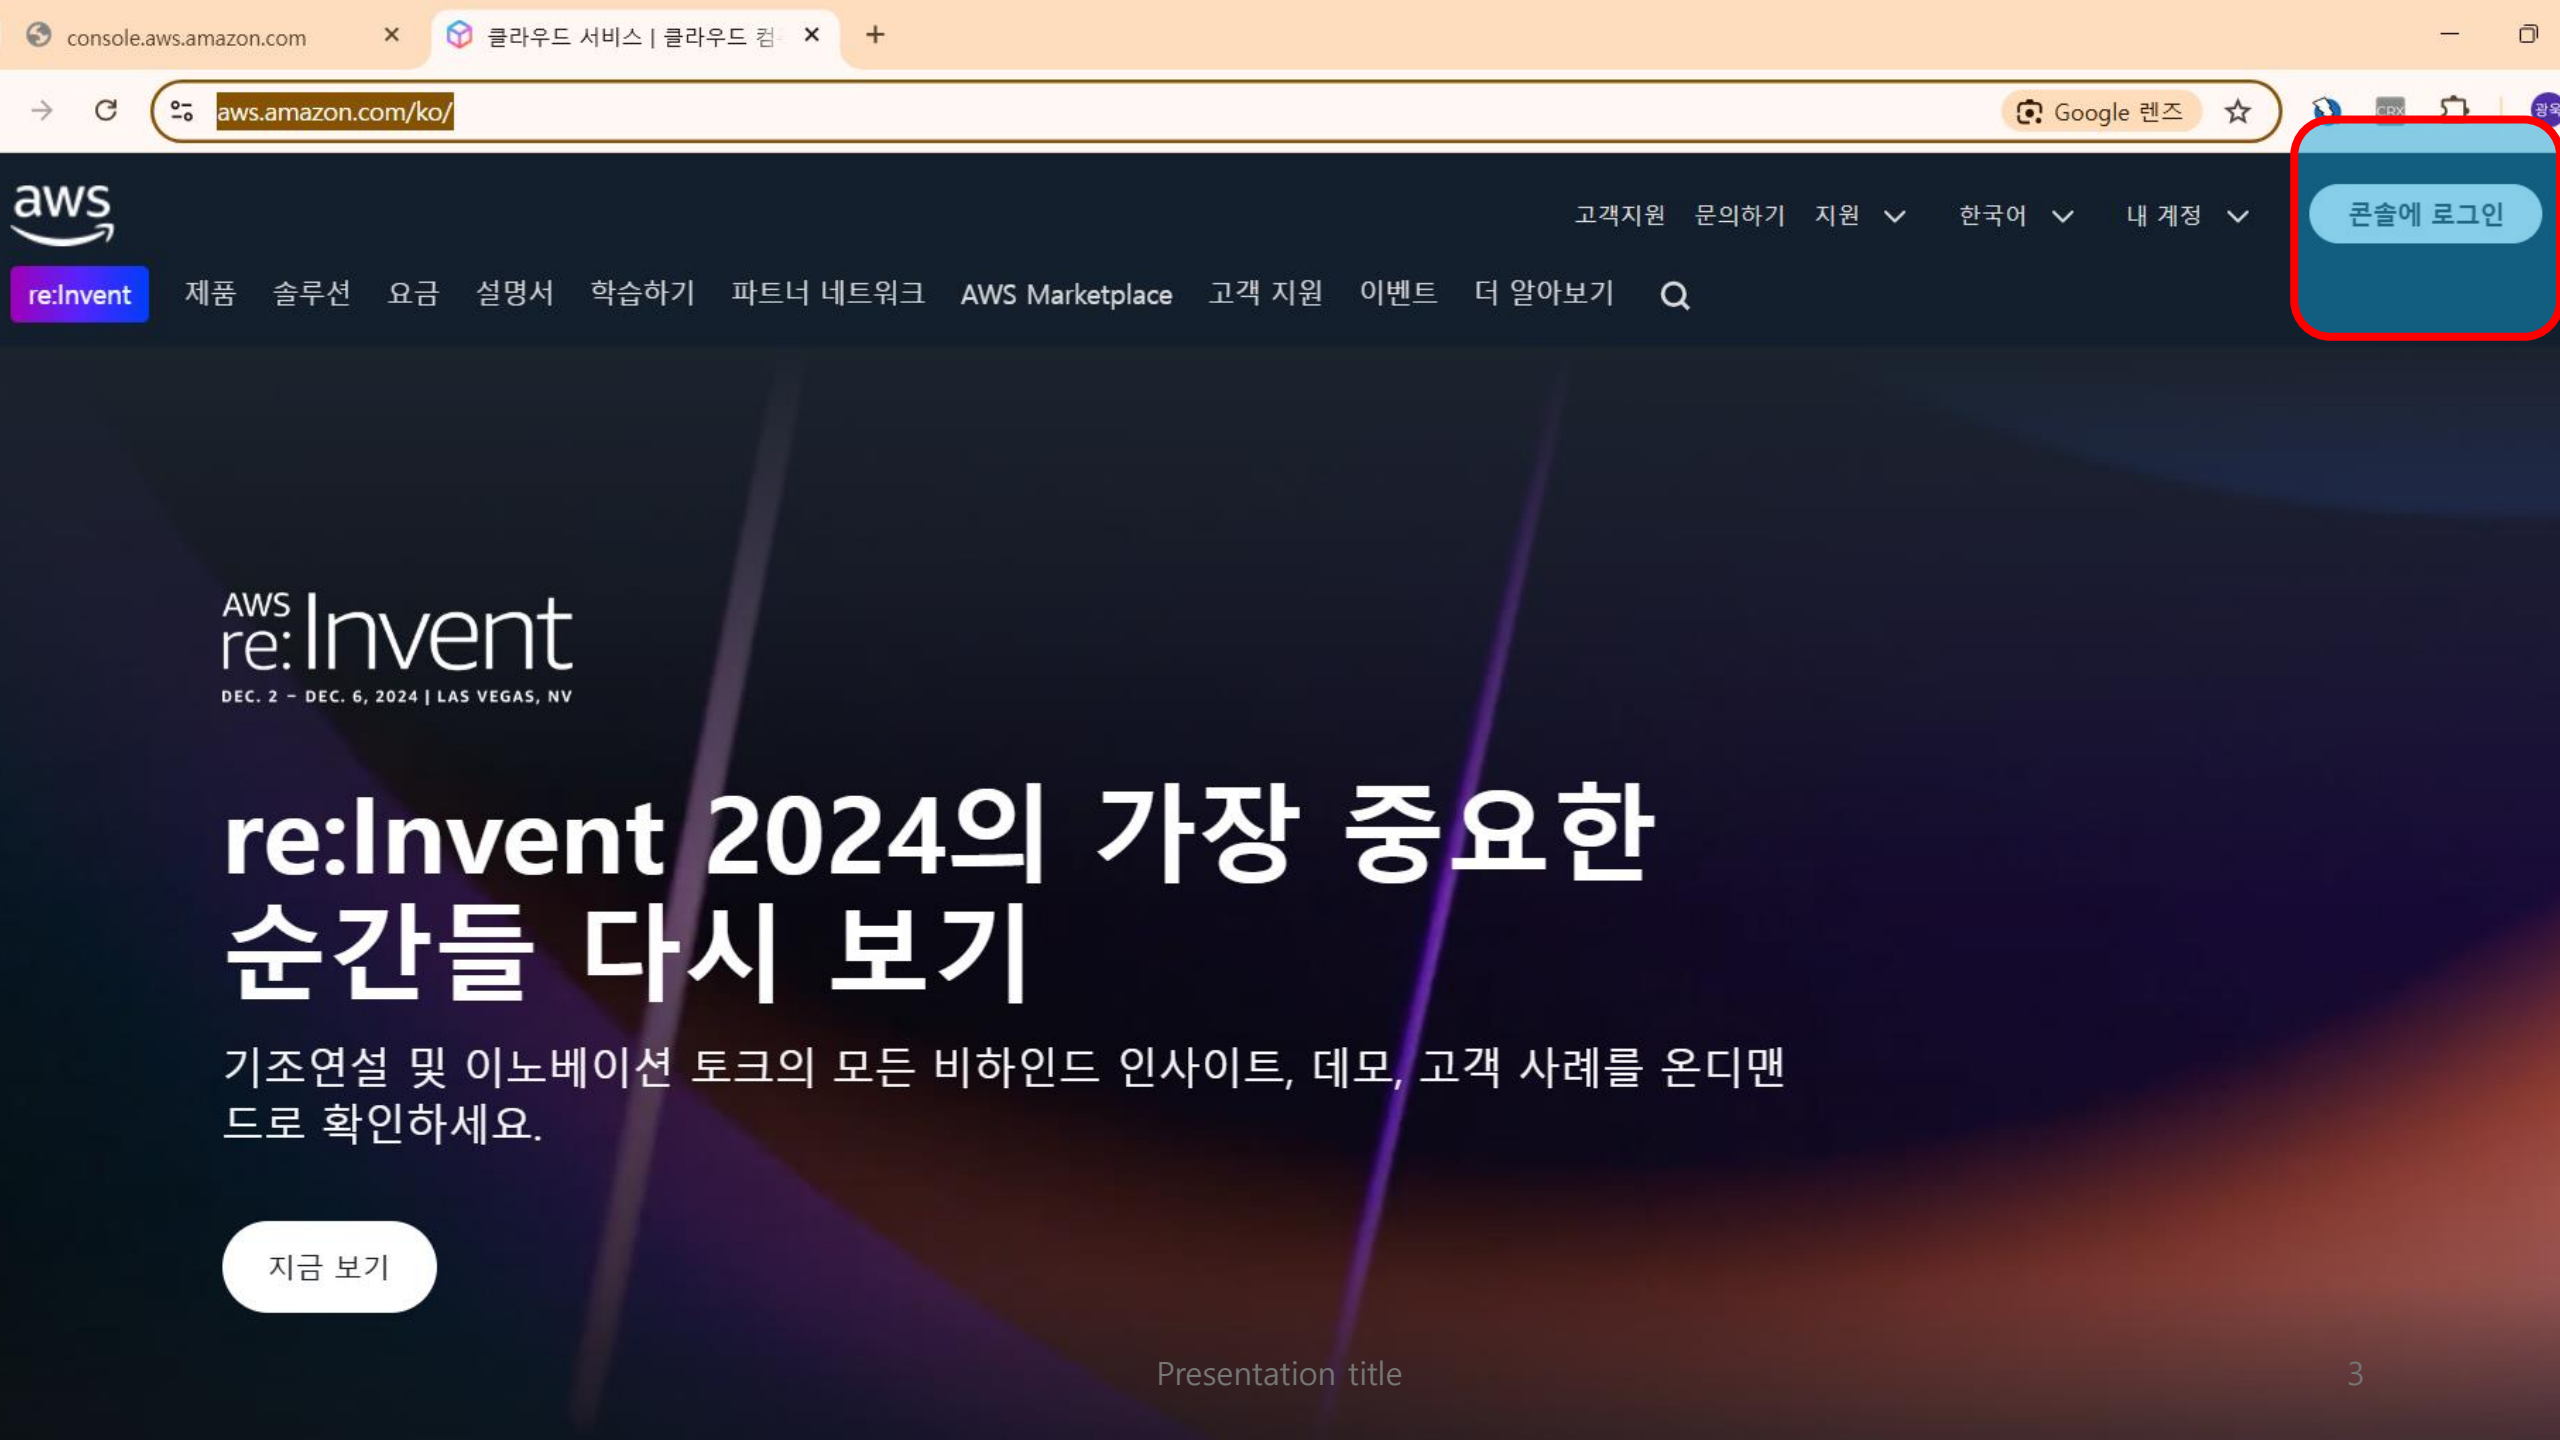 console.aws.amazon.com
클라우드 서비스 | 클라우드 컴
aws.amazon.com/ko/
Google 렌즈
CRX
광욱
aws
고객지원 문의하기 지원 한국어 내 계정 콘솔에 로그인
re:Invent 제품 솔루션 요금 설명서 학습하기 파트너 네트워크 AWS Marketplace 고객 지원 이벤트 더 알아보기
AWS
re:Invent
DEC. 2 – DEC. 6, 2024 | LAS VEGAS, NV
re:Invent 2024의 가장 중요한
순간들 다시 보기
기조연설 및 이노베이션 토크의 모든 비하인드 인사이트, 데모, 고객 사례를 온디맨
드로 확인하세요.
지금 보기
Presentation title
3